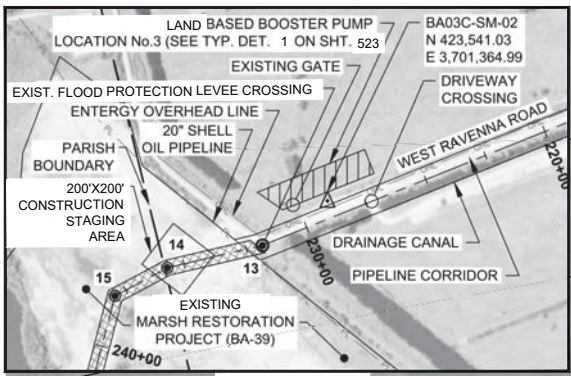 LAND BASED BOOSTER PUMP
LOCATION No.3 (SEE TYP. DET. 1 ON SHT. 523
EXISTING GATE
EXIST. FLOOD PROTECTION LEVEE CROSSING
ENTERGY OVERHEAD LINE
20" SHELL
OIL PIPELINE
PARISH
BOUNDARY
200'X200'
CONSTRUCTION
STAGING
AREA
BA03C-SM-02
N 423,541.03
E 3,701,364.99
DRIVEWAY
CROSSING
WEST RAVENNA ROAD
220+00
OHL
OHL
OHL
DRAINAGE CANAL
230+00
PIPELINE CORRIDOR
13
14
15
EXISTING
MARSH RESTORATION
PROJECT (BA-39)
240+00